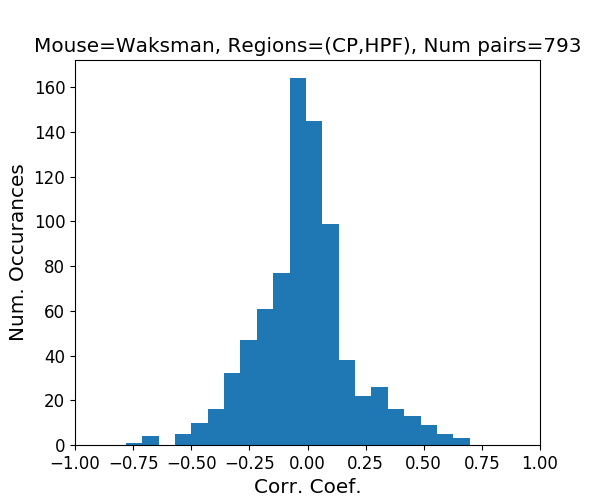 Mouse=Waksman, Regions=(CP,HPF), Num pairs=793
160
140
120
100
80
60
40
20
0
Num. Occurances
−1.00 −0.75 −0.50 −0.25 0.00 0.25 0.50 0.75 1.00
Corr. Coef.